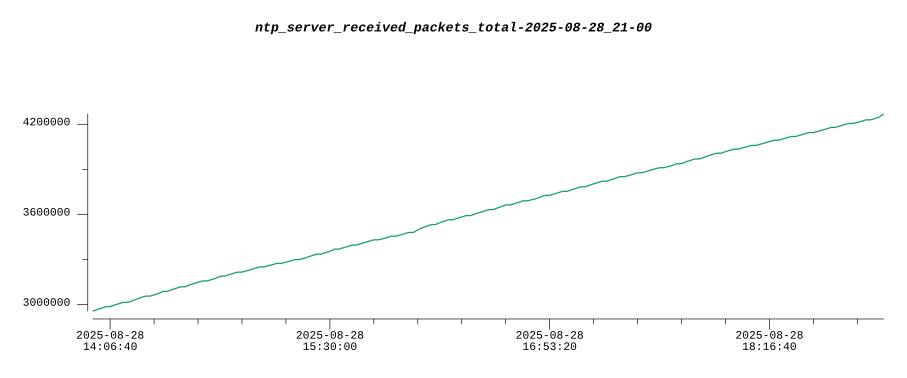 ntp_server_received_packets_total-2025-08-28_21-00
4200000
3600000
3000000
2025-08-28 2025-08-28 2025-08-28 2025-08-28
14:06:40 15:30:00 16:53:20 18:16:40